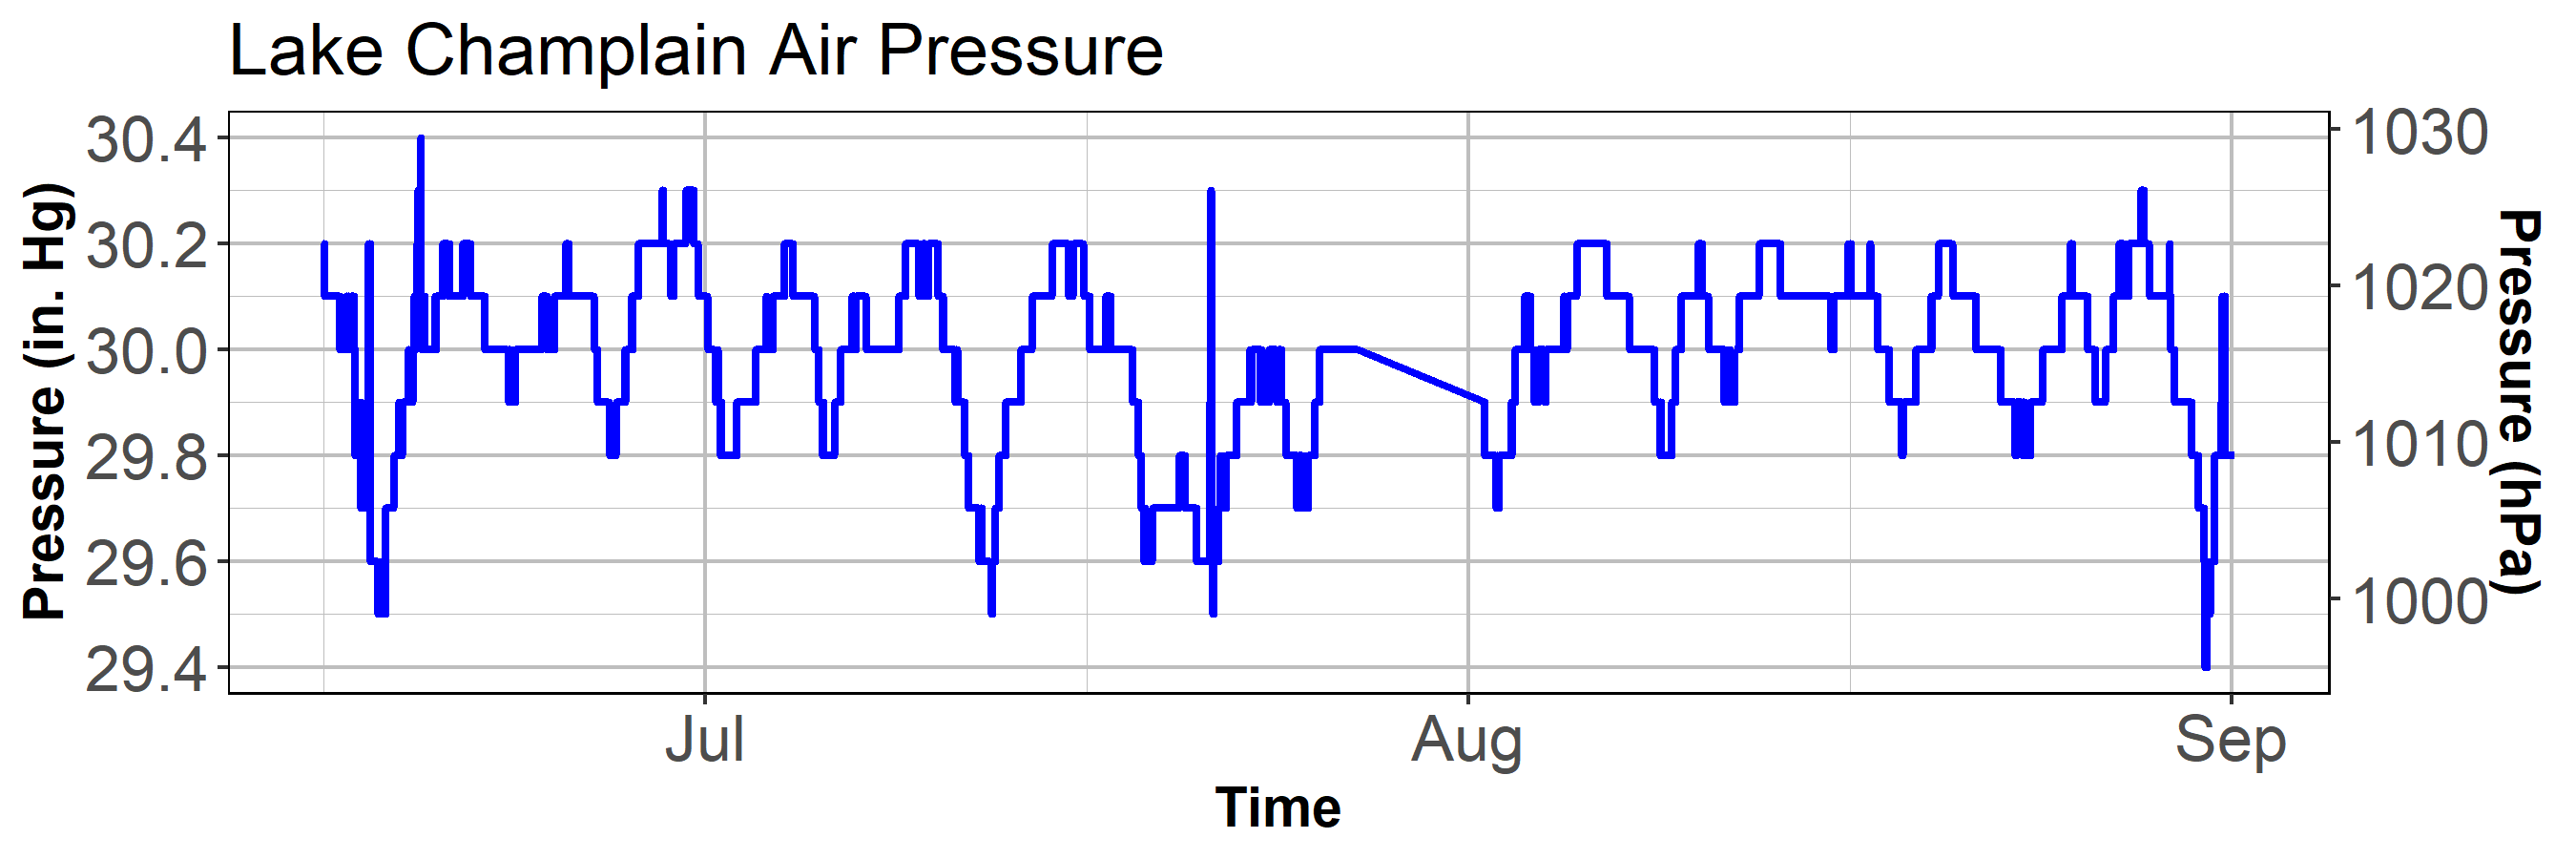 Lake Champlain Air Pressure
Pressure (in. Hg)
30.4
30.2
30.0
29.8
29.6
29.4
1030
1020
1010
1000
Pressure (hPa)
Jul Aug Sep
Time